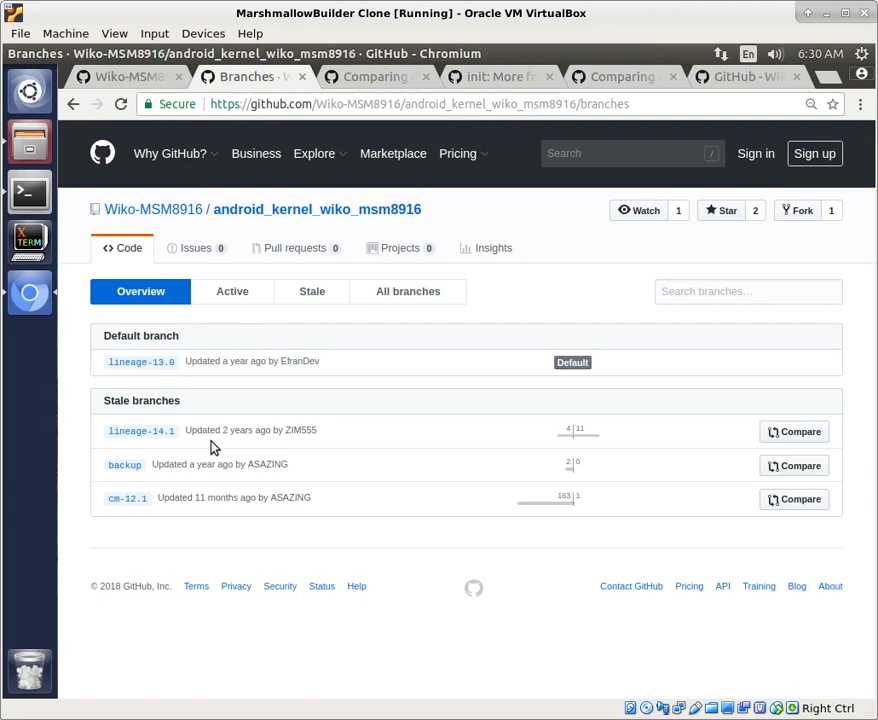 MarshmallowBuilder Clone [Running] - Oracle VM VirtualBox
File Machine View Input Devices Help
Branches · Wiko-MSM8916/android_kernel_wiko_msm8916 · GitHub - Chromium
En 6:30 AM
Wiko-MSM8 Branches · W Comparing init: More fr Comparing GitHub - Wik
Secure https://github.com/Wiko-MSM8916/android_kernel_wiko_msm8916/branches
Why GitHub? Business Explore Marketplace Pricing Search / Sign in Sign up
Wiko-MSM8916 / android_kernel_wiko_msm8916 Watch 1 Star 2 Fork 1
Code Issues 0 Pull requests 0 Projects 0 Insights
Overview Active Stale All branches Search branches...
Default branch
lineage-13.0 Updated a year ago by EfranDev Default
Stale branches
lineage-14.1 Updated 2 years ago by ZIM555 4 11 Compare
backup Updated a year ago by ASAZING 2 0 Compare
cm-12.1 Updated 11 months ago by ASAZING 163 1 Compare
© 2018 GitHub, Inc. Terms Privacy Security Status Help Contact GitHub Pricing API Training Blog About
X TERM
Right Ctrl